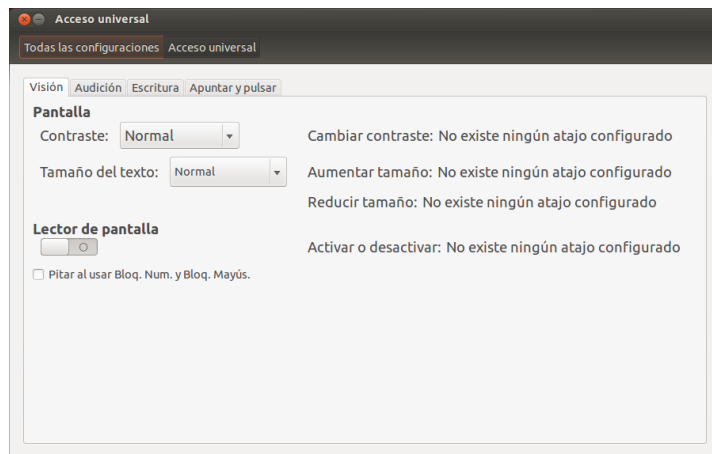 Acceso universal
Todas las configuraciones Acceso universal
Visión Audición Escritura Apuntar y pulsar
Pantalla
Contraste: Normal Cambiar contraste: No existe ningún atajo configurado
Tamaño del texto: Normal Aumentar tamaño: No existe ningún atajo configurado
Reducir tamaño: No existe ningún atajo configurado
Lector de pantalla
Activar o desactivar: No existe ningún atajo configurado
Pitar al usar Bloq. Num. y Bloq. Mayús.